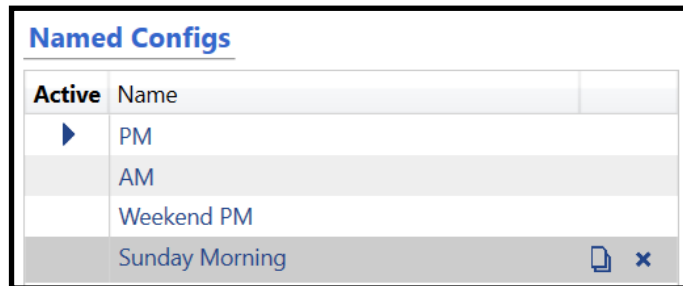 Named Configs
Active Name
PM
AM
Weekend PM
Sunday Morning